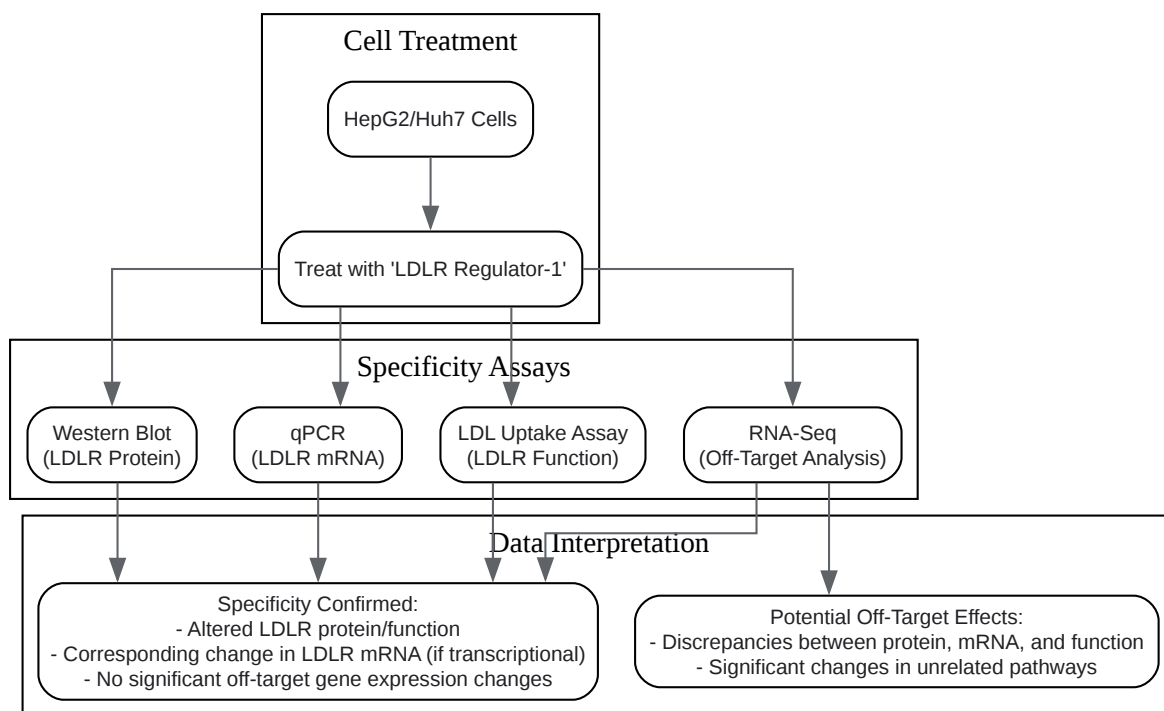 Cell Treatment
HepG2/Huh7 Cells
Treat with 'LDLR Regulator-1'
Specificity Assays
Western Blot
(LDLR Protein)
qPCR
(LDLR mRNA)
LDL Uptake Assay
(LDLR Function)
RNA-Seq
(Off-Target Analysis)
Data Interpretation
Specificity Confirmed:
- Altered LDLR protein/function
- Corresponding change in LDLR mRNA (if transcriptional)
- No significant off-target gene expression changes
Potential Off-Target Effects:
- Discrepancies between protein, mRNA, and function
- Significant changes in unrelated pathways